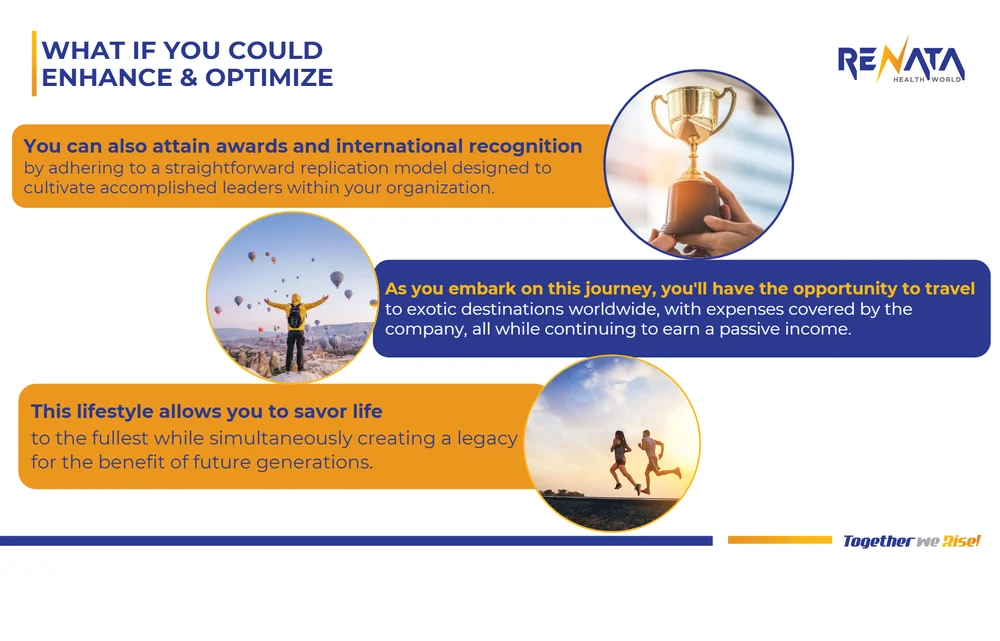 WHAT IF YOU COULD
ENHANCE & OPTIMIZE
RENATA
HEALTH WORLD
You can also attain awards and international recognition
by adhering to a straightforward replication model designed to
cultivate accomplished leaders within your organization.
As you embark on this journey, you'll have the opportunity to travel
to exotic destinations worldwide, with expenses covered by the
company, all while continuing to earn a passive income.
This lifestyle allows you to savor life
to the fullest while simultaneously creating a legacy
for the benefit of future generations.
Together we Rise!